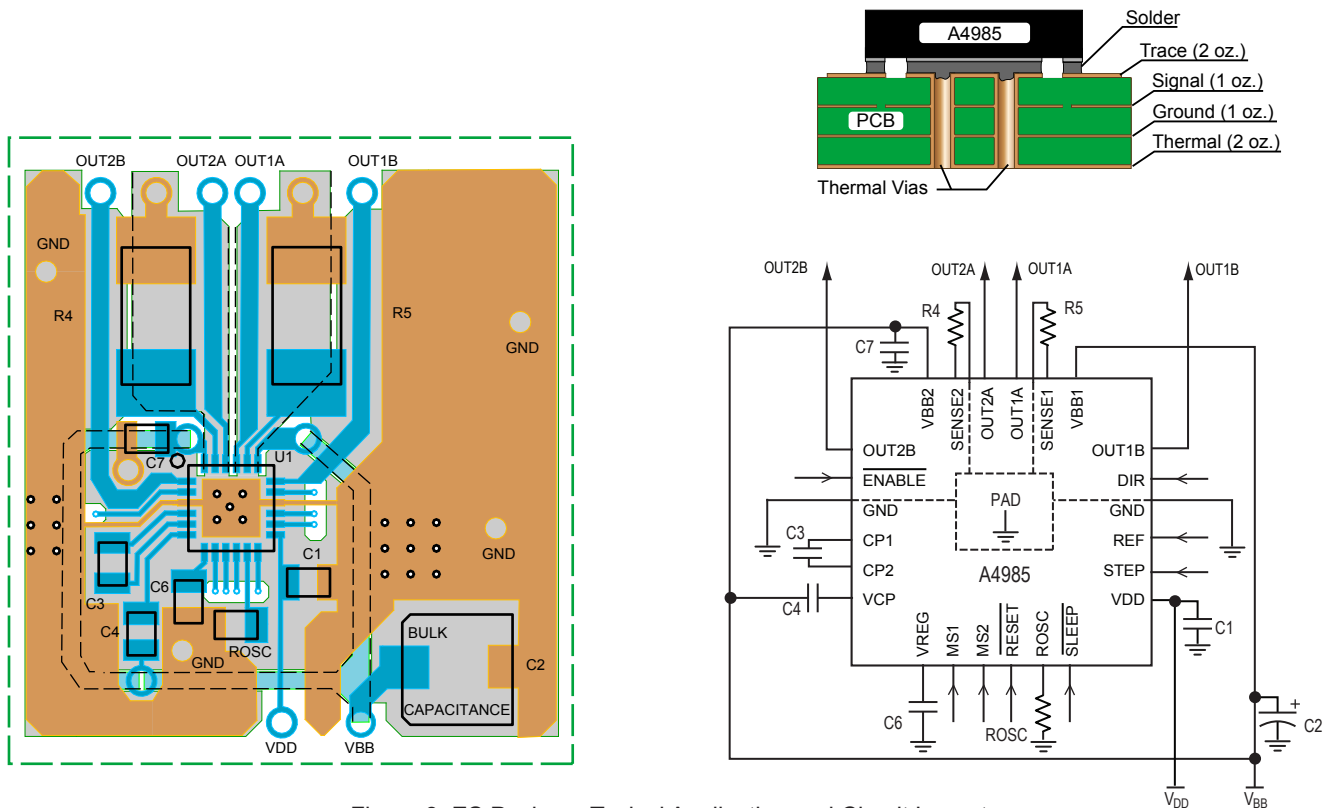 A4985
Solder
Trace (2 oz.)
Signal (1 oz.)
Ground (1 oz.)
Thermal (2 oz.)
PCB
Thermal Vias
OUT2B
OUT2A
OUT1A
OUT1B
GND
R4
R5
GND
C7
U1
GND
C3
C6
C1
C4
ROSC
GND
BULK
CAPACITANCE
C2
VDD
VBB
OUT2B
OUT2A
OUT1A
OUT1B
R4
R5
C7
VBB2
SENSE2
OUT2A
OUT1A
SENSE1
VBB1
OUT2B
ENABLE
GND
CP1
CP2
VCP
PAD
A4985
OUT1B
DIR
GND
REF
STEP
VDD
C3
C4
VREG
MS1
MS2
RESET
ROSC
SLEEP
C1
C6
ROSC
+
C2
VDD
VBB
Figure Package Typical Application and Circuit Layout